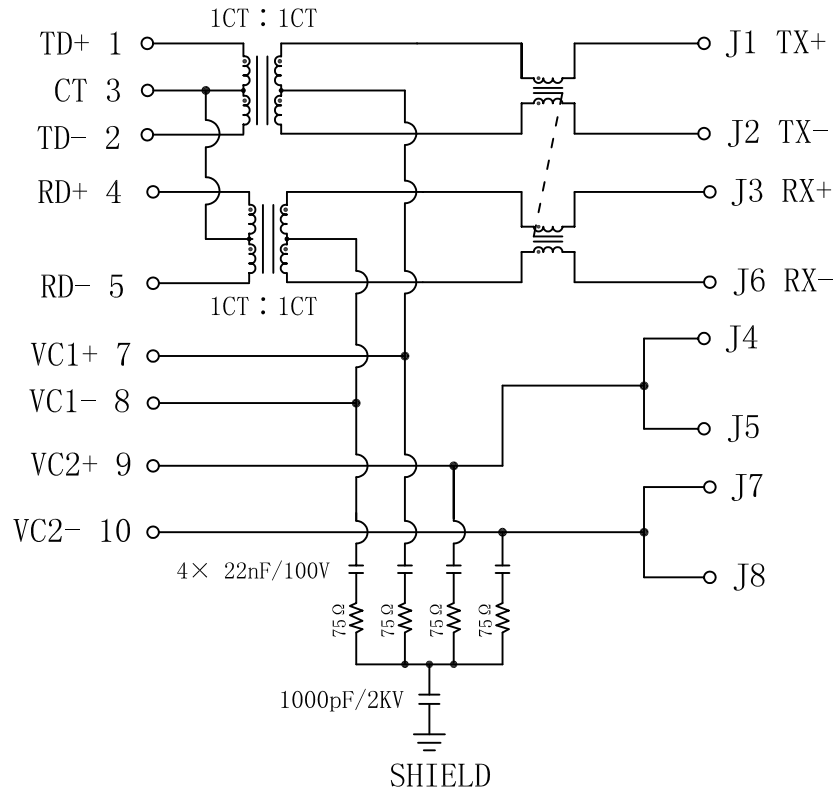 1CT : 1CT
TD+ 1
J1 TX+
CT 3
TD- 2
J2 TX-
RD+ 4
J3 RX+
RD- 5
J6 RX-
1CT : 1CT
VC1+ 7
J4
VC1- 8
J5
VC2+ 9
J7
VC2- 10
4× 22nF/100V
J8
75Ω
75Ω
75Ω
75Ω
1000pF/2KV
SHIELD